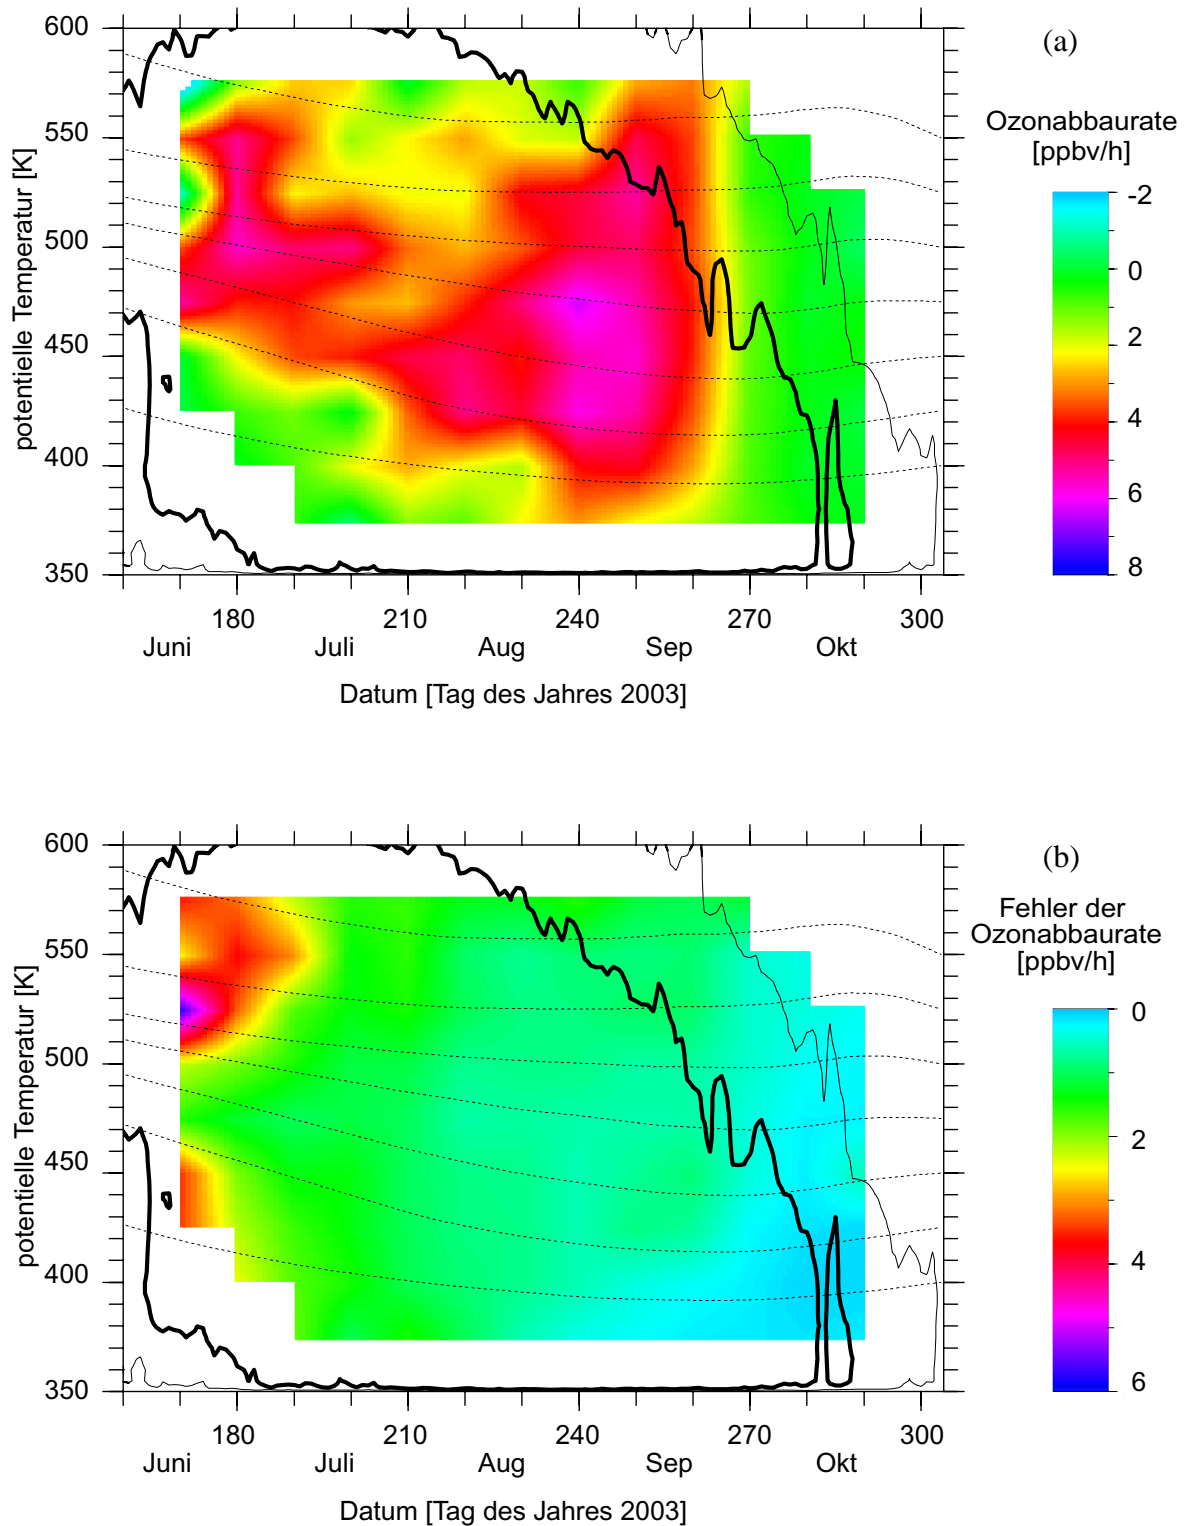 (a)
Ozonabbaurate
[ppbv/h]
-2
0
2
4
6
8
600
550
500
450
400
350
potentielle Temperatur [K]
180 210 240 270 300
Juni Juli Aug Sep Okt
Datum [Tag des Jahres 2003]
(b)
Fehler der
Ozonabbaurate
[ppbv/h]
0
2
4
6
600
550
500
450
400
350
potentielle Temperatur [K]
180 210 240 270 300
Juni Juli Aug Sep Okt
Datum [Tag des Jahres 2003]